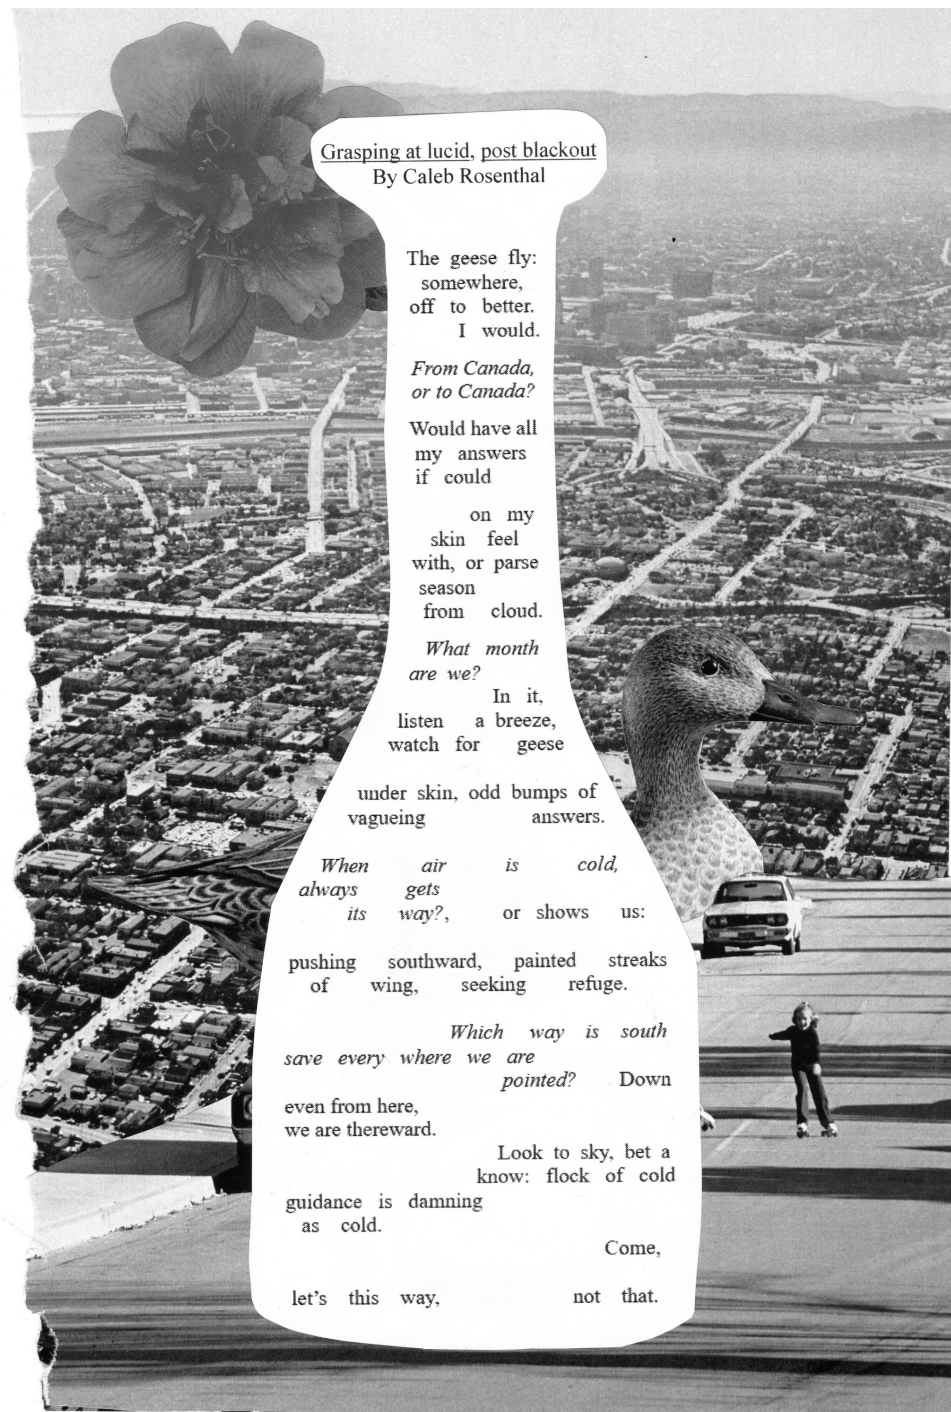 Grasping at lucid, post blackout
By Caleb Rosenthal
The geese fly:
somewhere,
off to better.
I would.
From Canada,
or to Canada?
Would have all
my answers
if could
on my
skin feel
with, or parse
season
from cloud.
What month
are we?
In it,
listen a breeze,
watch for geese
under skin, odd bumps of
vagueing answers.
When air is cold,
always gets
its way?, or shows us:
pushing southward, painted streaks
of wing, seeking refuge.
Which way is south
save every where we are
pointed? Down
even from here,
we are thereward.
Look to sky, bet a
know: flock of cold
guidance is damning
as cold.
Come,
let's this way, not that.